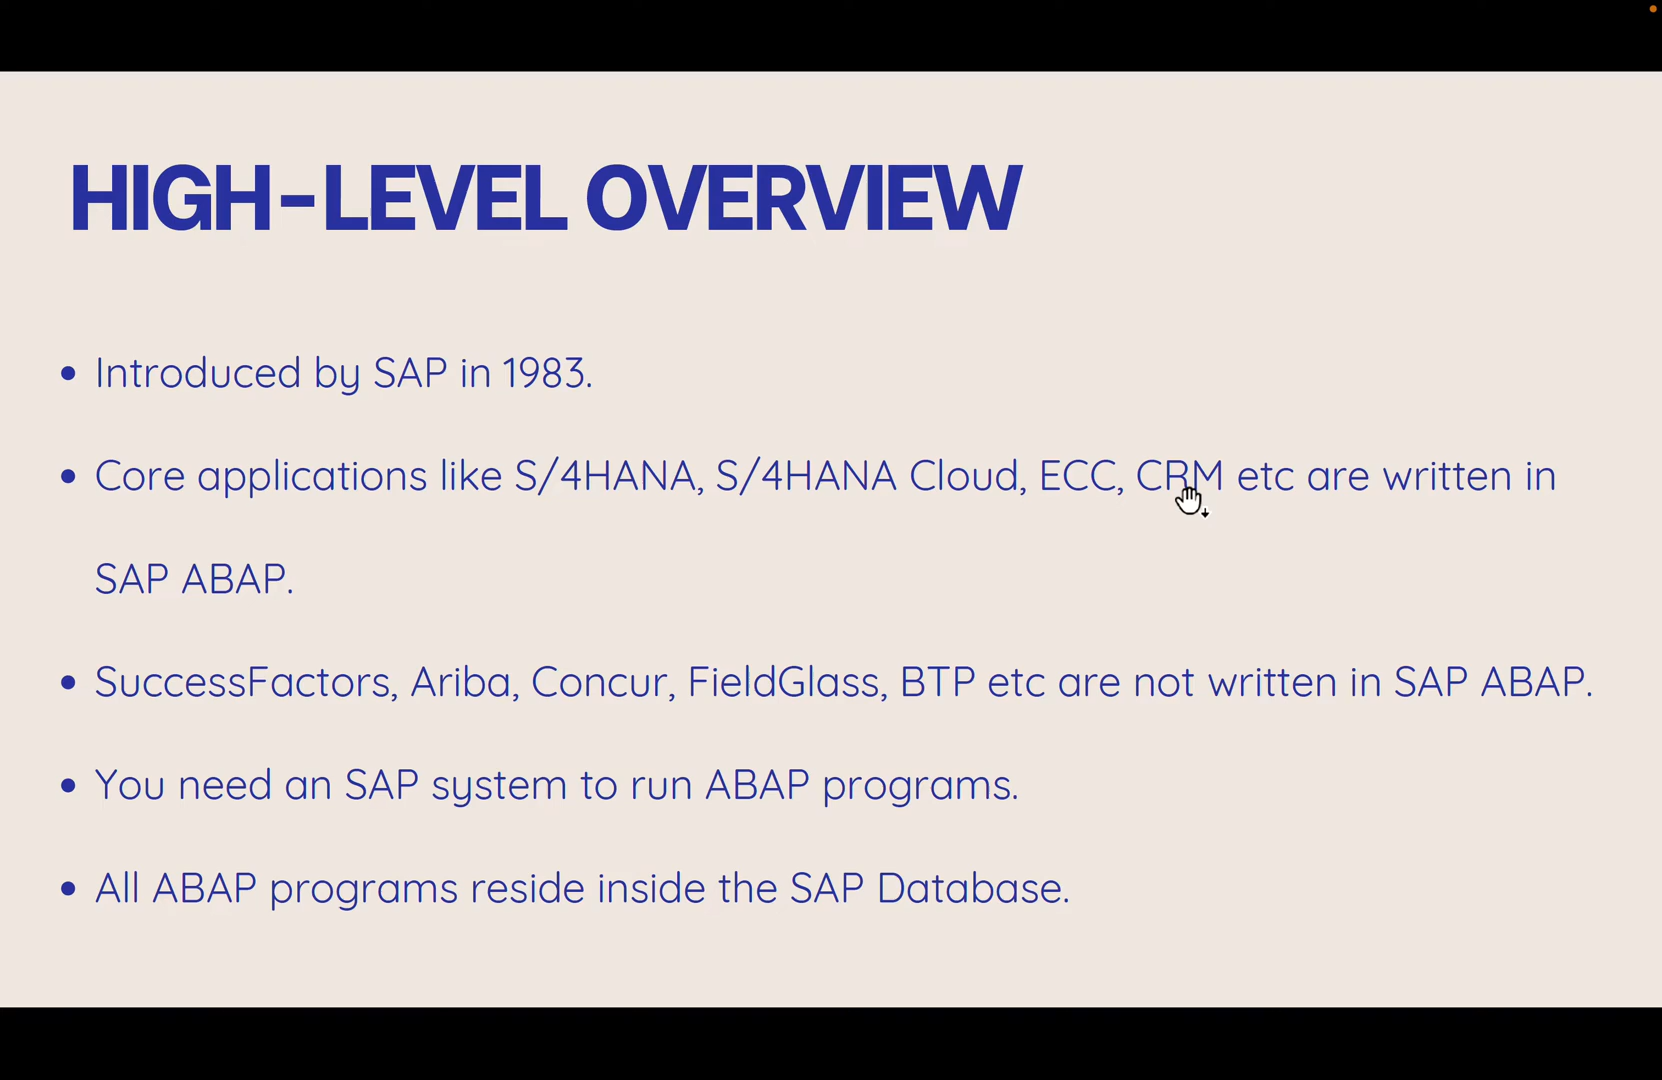 HIGH-LEVEL OVERVIEW
• Introduced by SAP in 1983.
• Core applications like S/4HANA, S/4HANA Cloud, ECC, CRM etc are written in
SAP ABAP.
• SuccessFactors, Ariba, Concur, FieldGlass, BTP etc are not written in SAP ABAP.
• You need an SAP system to run ABAP programs.
• All ABAP programs reside inside the SAP Database.